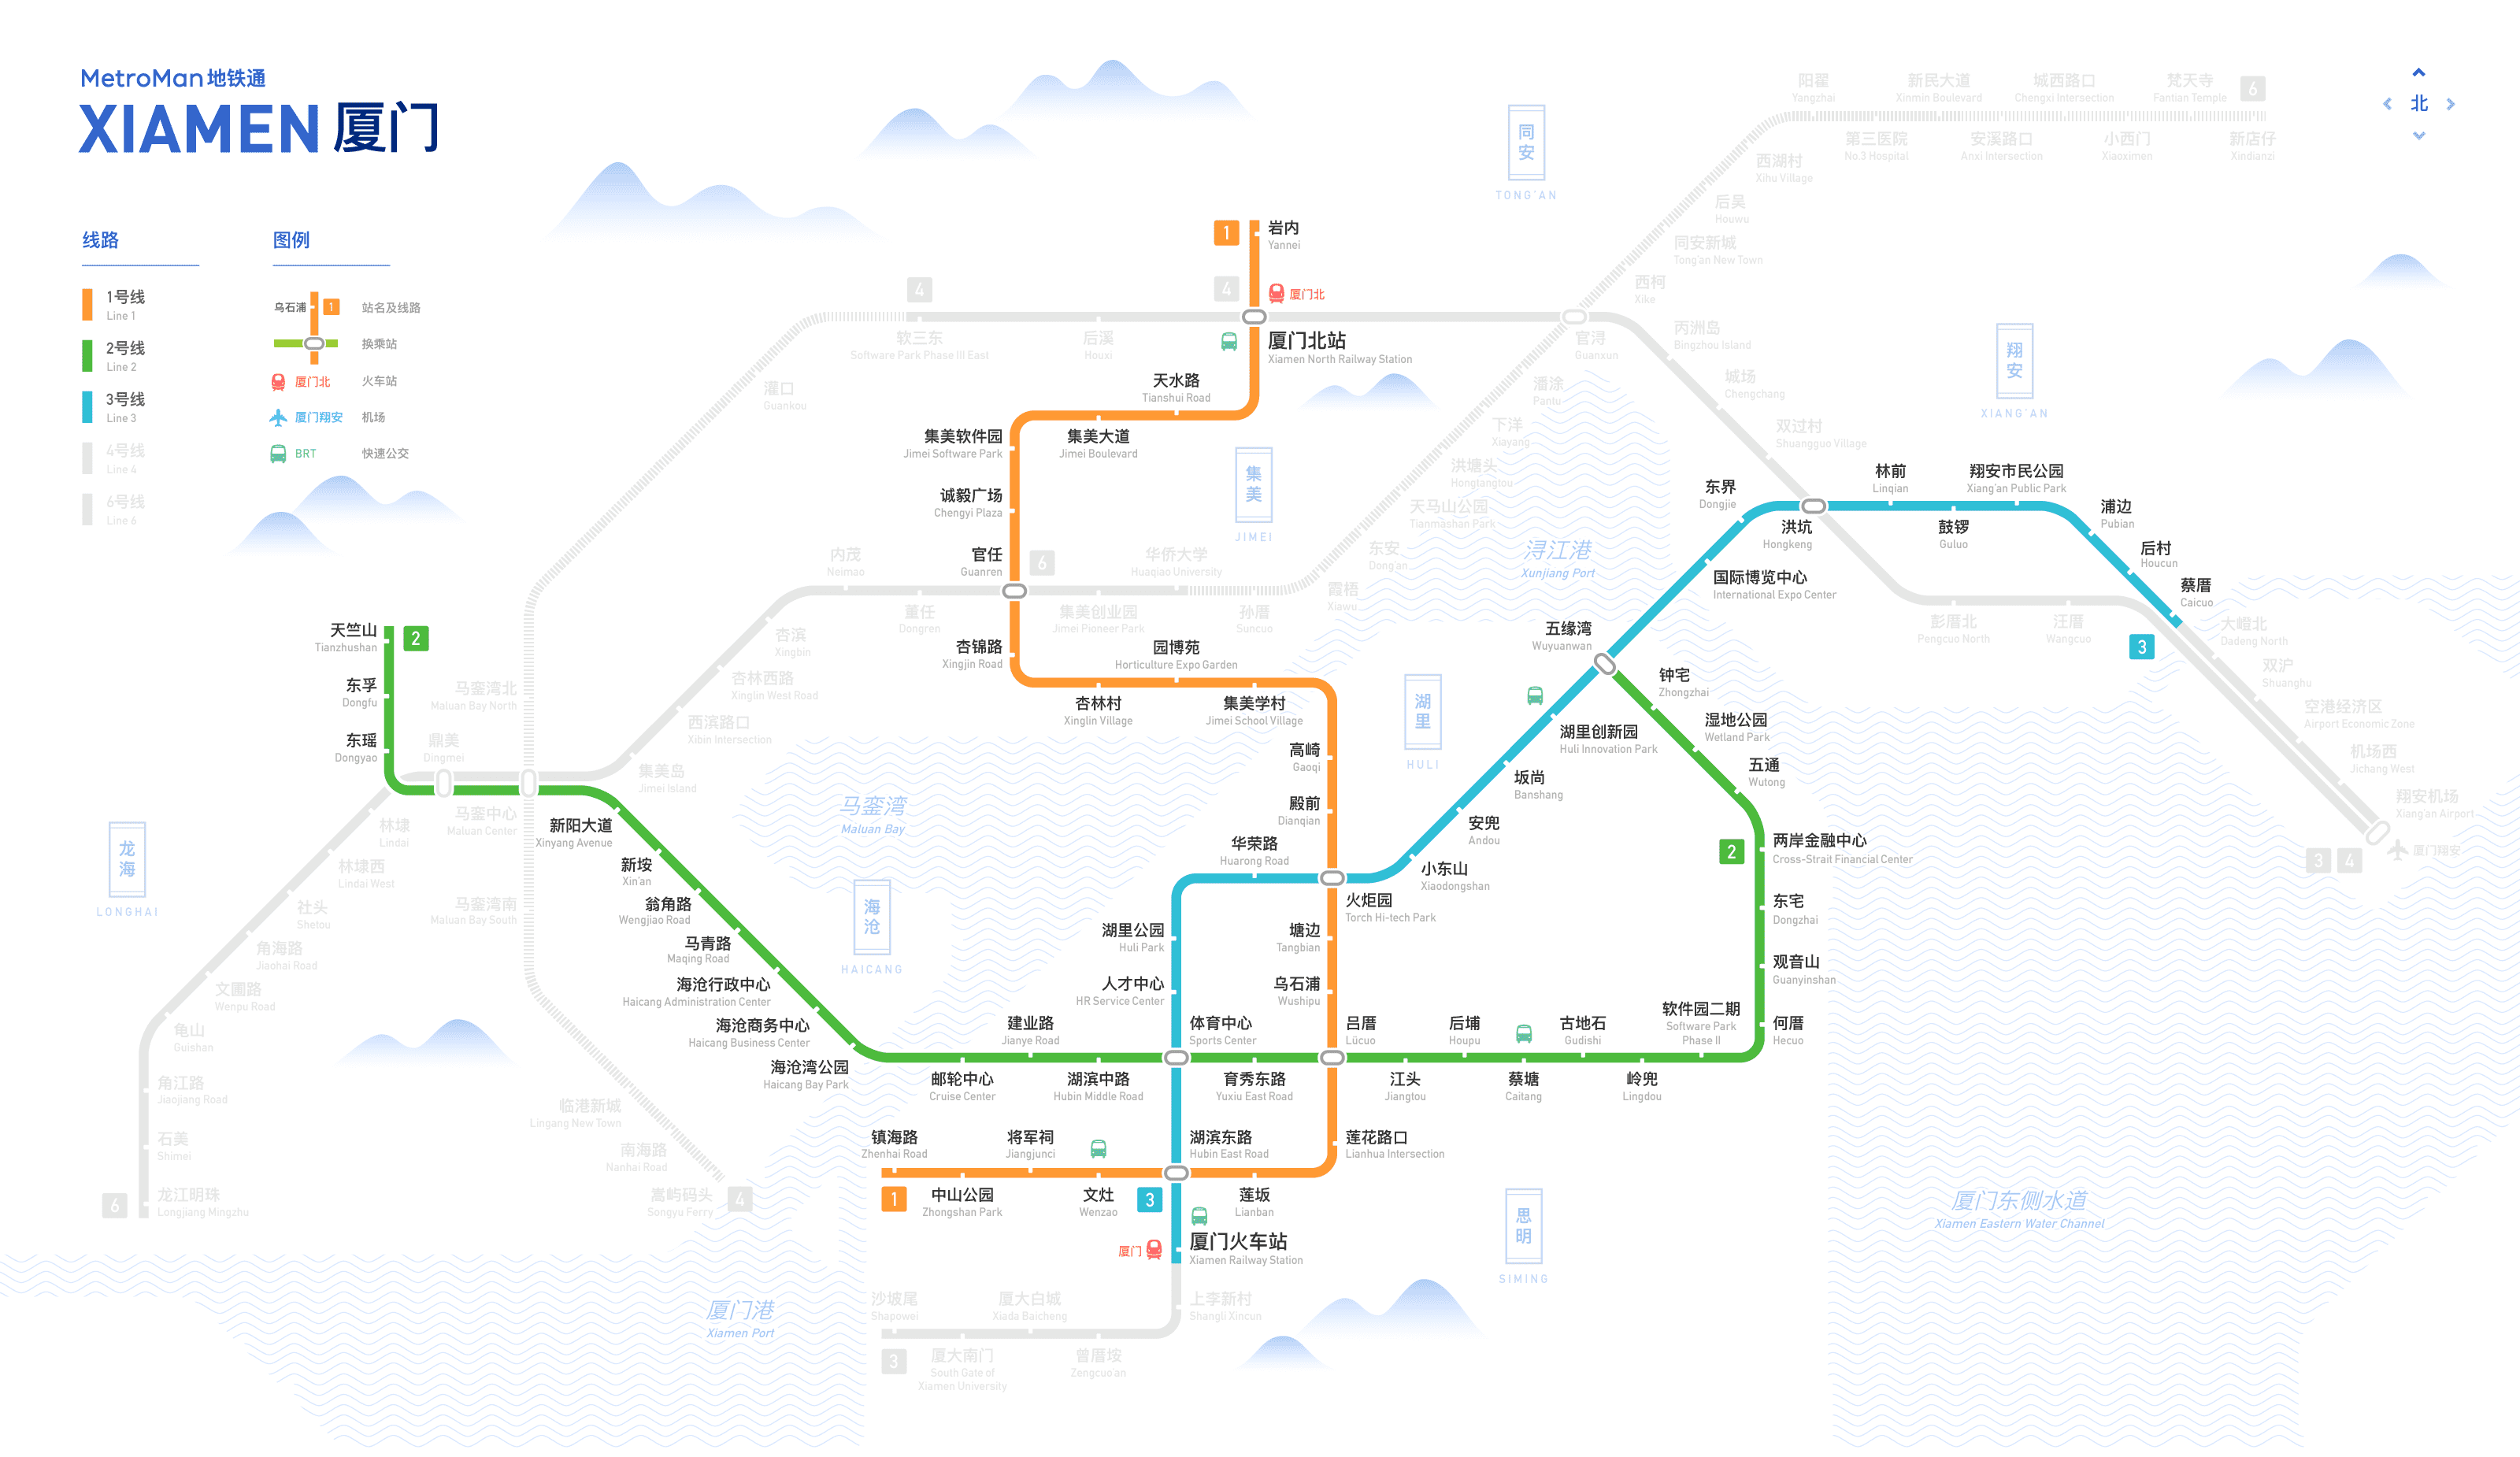 MetroMan 地铁通
XIAMEN 厦门
北
线路
1号线
Line 1
2号线
Line 2
3号线
Line 3
4号线
Line 4
6号线
Line 6
图例
乌石浦
1
站名及线路
换乘站
厦门北
火车站
厦门翔安
机场
BRT
快速公交
同安
TONG'AN
翔安
XIANG'AN
集美
JIMEI
湖里
HULI
海沧
HAICANG
龙海
LONGHAI
思明
SIMING
浔江港
Xunjiang Port
马銮湾
Maluan Bay
厦门港
Xiamen Port
厦门东侧水道
Xiamen Eastern Water Channel
1
岩内
Yannei
厦门北
厦门北站
Xiamen North Railway Station
天水路
Tianshui Road
集美大道
Jimei Boulevard
集美软件园
Jimei Software Park
诚毅广场
Chengyi Plaza
官任
Guanren
杏锦路
Xingjin Road
杏林村
Xinglin Village
园博苑
Horticulture Expo Garden
集美学村
Jimei School Village
高崎
Gaoqi
殿前
Dianqian
火炬园
Torch Hi-tech Park
塘边
Tangbian
乌石浦
Wushipu
吕厝
Lücuo
莲花路口
Lianhua Intersection
莲坂
Lianban
湖滨东路
Hubin East Road
文灶
Wenzao
将军祠
Jiangjunci
中山公园
Zhongshan Park
镇海路
Zhenhai Road
1
2
天竺山
Tianzhushan
东孚
Dongfu
东瑶
Dongyao
鼎美
Dingmei
马銮中心
Maluan Center
新阳大道
Xinyang Avenue
新垵
Xin'an
翁角路
Wengjiao Road
马青路
Maqing Road
海沧行政中心
Haicang Administration Center
海沧商务中心
Haicang Business Center
海沧湾公园
Haicang Bay Park
邮轮中心
Cruise Center
建业路
Jianye Road
湖滨中路
Hubin Middle Road
体育中心
Sports Center
育秀东路
Yuxiu East Road
江头
Jiangtou
后埔
Houpu
蔡塘
Caitang
古地石
Gudishi
岭兜
Lingdou
软件园二期
Software Park
Phase II
何厝
Hecuo
观音山
Guanyinshan
东宅
Dongzhai
两岸金融中心
Cross-Strait Financial Center
2
五通
Wutong
湿地公园
Wetland Park
钟宅
Zhongzhai
五缘湾
Wuyuanwan
3
厦门
厦门火车站
Xiamen Railway Station
人才中心
HR Service Center
湖里公园
Huli Park
华荣路
Huarong Road
小东山
Xiaodongshan
安兜
Andou
坂尚
Banshang
湖里创新园
Huli Innovation Park
国际博览中心
International Expo Center
东界
Dongjie
洪坑
Hongkeng
林前
Linqian
鼓锣
Guluo
翔安市民公园
Xiang'an Public Park
浦边
Pubian
后村
Houcun
蔡厝
Caicuo
3
大嶝北
Dadeng North
双沪
Shuanghu
空港经济区
Airport Economic Zone
机场西
Jichang West
翔安机场
Xiang'an Airport
厦门翔安
3
4
上李新村
Shangli Xincun
曾厝垵
Zengcuo'an
厦大白城
Xiada Baicheng
厦大南门
South Gate of
Xiamen University
沙坡尾
Shapowei
3
4
4
软三东
Software Park Phase III East
后溪
Houxi
灌口
Guankou
马銮湾北
Maluan Bay North
马銮湾南
Maluan Bay South
临港新城
Lingang New Town
南海路
Nanhai Road
嵩屿码头
Songyu Ferry
4
官浔
Guanxun
西柯
Xike
丙洲岛
Bingzhou Island
城场
Chengchang
双过村
Shuangguo Village
彭厝北
Pengcuo North
汪厝
Wangcuo
6
阳翟
Yangzhai
第三医院
No.3 Hospital
新民大道
Xinmin Boulevard
安溪路口
Anxi Intersection
城西路口
Chengxi Intersection
小西门
Xiaoximen
梵天寺
Fantian Temple
新店仔
Xindianzi
西湖村
Xihu Village
后吴
Houwu
同安新城
Tong'an New Town
潘涂
Pantu
下洋
Xiayang
洪塘头
Hongtangtou
天马山公园
Tianmashan Park
东安
Dong'an
霞梧
Xiawu
孙厝
Suncuo
华侨大学
Huaqiao University
集美创业园
Jimei Pioneer Park
6
董任
Dongren
内茂
Neimao
杏滨
Xingbin
杏林西路
Xinglin West Road
西滨路口
Xibin Intersection
集美岛
Jimei Island
林埭
Lindai
林埭西
Lindai West
社头
Shetou
角海路
Jiaohai Road
文圃路
Wenpu Road
龟山
Guishan
角江路
Jiaojiang Road
石美
Shimei
龙江明珠
Longjiang Mingzhu
6